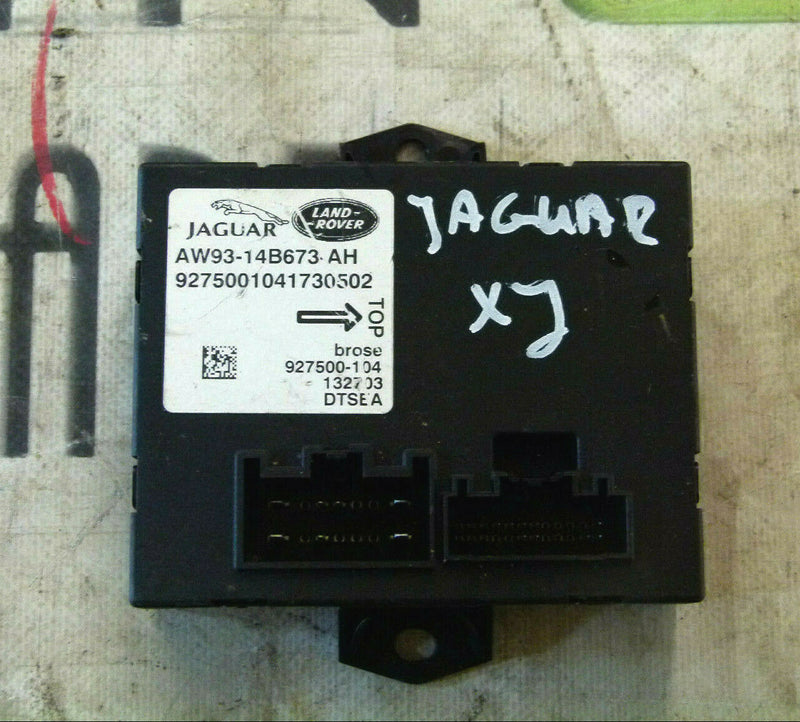 JAGUAR
LAND-
-ROVER
AW93-14B673-AH
9275001041730502
TOP
brose
927500-104
132703
DTSEA
JAGUAR
XJ